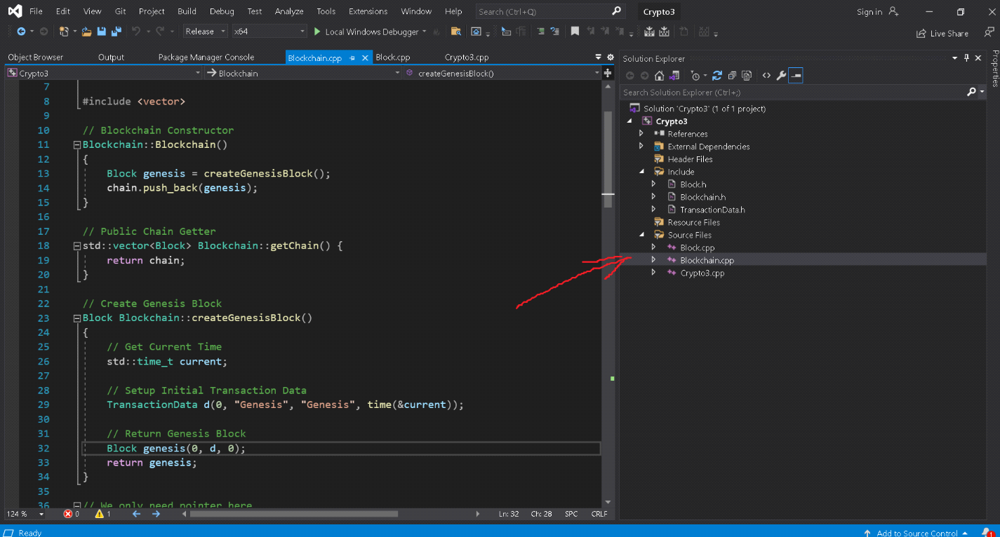 File Edit View Git Project Build Debug Test Analyze Tools Extensions Window Help Search (Ctrl+Q) Crypto3 Sign in
Release x64 Local Windows Debugger Live Share
Object Browser Output Package Manager Console Blockchain.cpp Block.cpp Crypto3.cpp
Crypto3 Blockchain createGenesisBlock()
7
8 #include <vector>
9
10 // Blockchain Constructor
11 Blockchain::Blockchain()
12 {
13 Block genesis = createGenesisBlock();
14 chain.push_back(genesis);
15 }
16
17 // Public Chain Getter
18 std::vector<Block> Blockchain::getChain() {
19 return chain;
20 }
21
22 // Create Genesis Block
23 Block Blockchain::createGenesisBlock()
24 {
25 // Get Current Time
26 std::time_t current;
27
28 // Setup Initial Transaction Data
29 TransactionData d(0, "Genesis", "Genesis", time(&current));
30
31 // Return Genesis Block
32 Block genesis(0, d, 0);
33 return genesis;
34 }
35
36 // We only need pointer here
124 % 0 1 Ln: 32 Ch: 28 SPC CRLF
Solution Explorer
Search Solution Explorer (Ctrl+;)
Solution 'Crypto3' (1 of 1 project)
Crypto3
References
External Dependencies
Header Files
Include
Block.h
Blockchain.h
TransactionData.h
Resource Files
Source Files
Block.cpp
Blockchain.cpp
Crypto3.cpp
Properties
Ready Add to Source Control 1